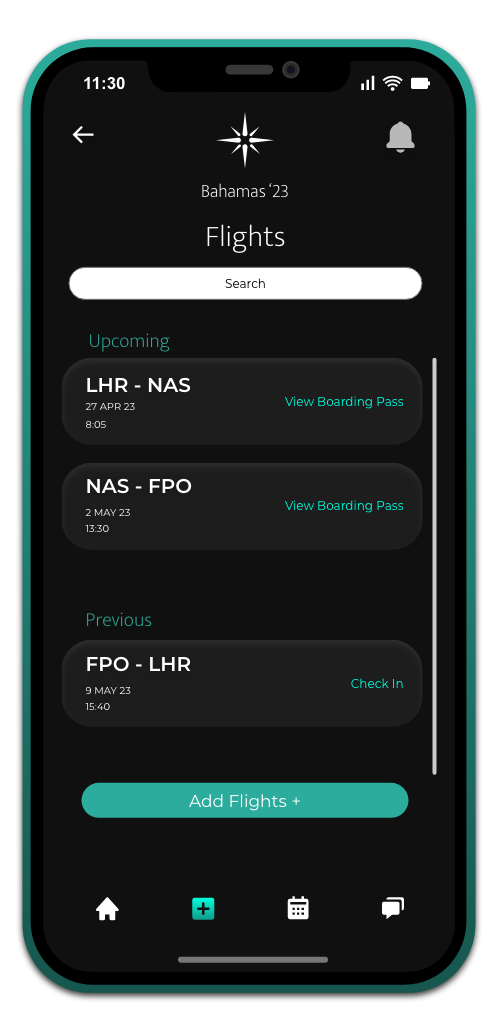 11:30
Bahamas ‘23
Flights
Search
Upcoming
LHR - NAS
27 APR 23
View Boarding Pass
8:05
NAS - FPO
2 MAY 23
View Boarding Pass
13:30
Previous
FPO - LHR
9 MAY 23
Check In
15:40
Add Flights +